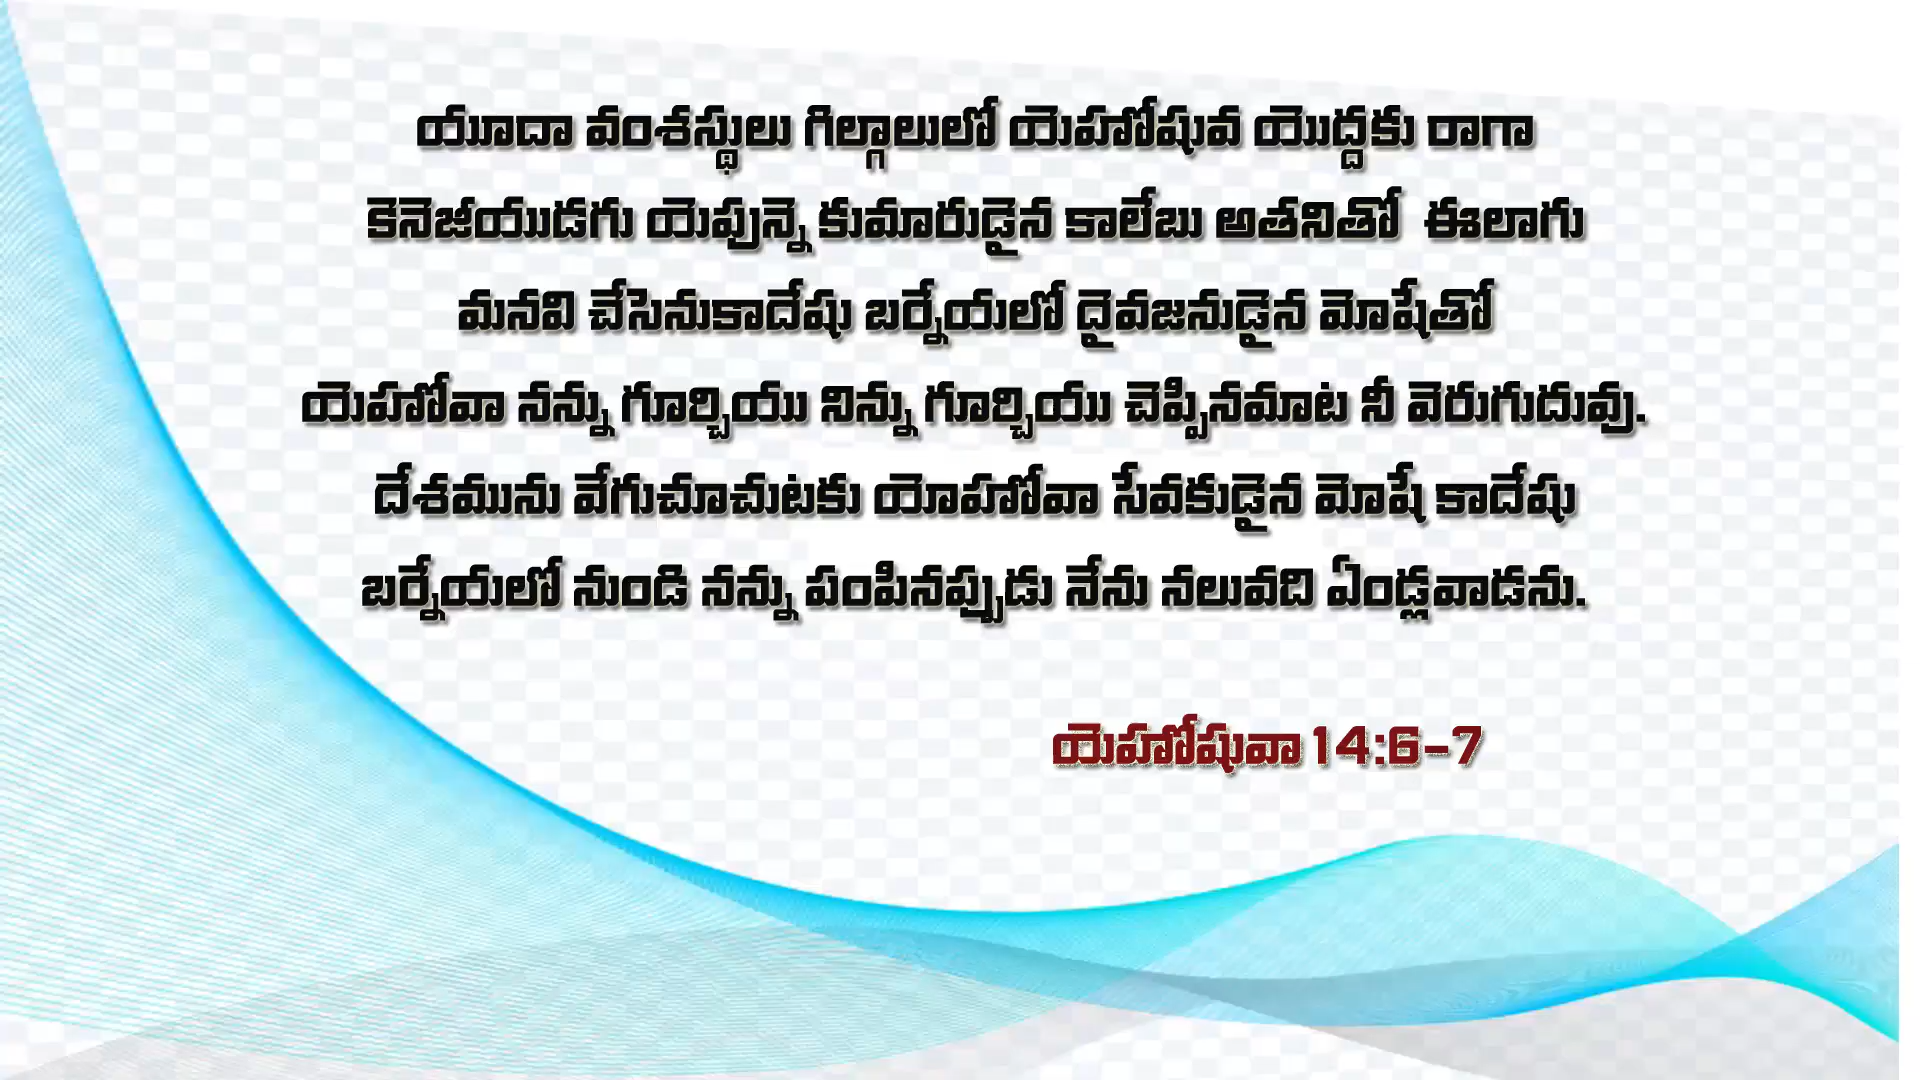 యూదా వంశస్థులు గిల్గాలులో యెహోషువ యొద్దకు రాగా
కెనెజీయుడగు యెపున్నె కుమారుడైన కాలేబు అతనితో ఈలాగు
మనవి చేసెనుకాదేషు బర్నేయలో దైవజనుడైన మోషేతో
యెహోవా నన్ను గూర్చియు నిన్ను గూర్చియు చెప్పినమాట నీ వెరుగుదువు.
దేశమును వేగుచూచుటకు యోహోవా సేవకుడైన మోషే కాదేషు
బర్నేయలో నుండి నన్ను పంపినప్పుడు నేను నలువది ఏండ్లవాడను.
యెహోషువా 14:6-7